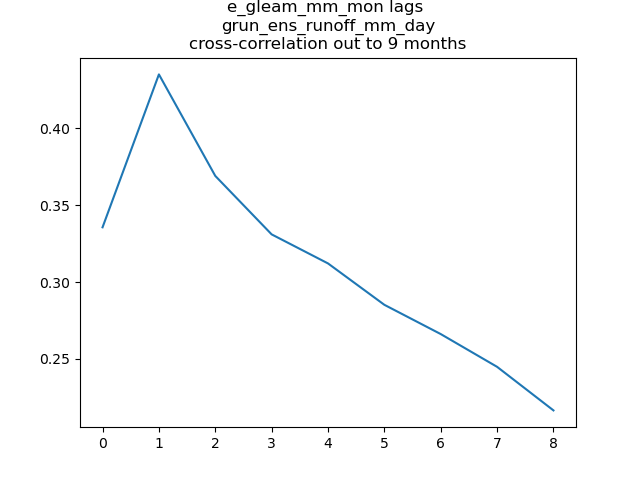 e_gleam_mm_mon lags
grun_ens_runoff_mm_day
cross-correlation out to 9 months
0.40
0.35
0.30
0.25
0 1 2 3 4 5 6 7 8